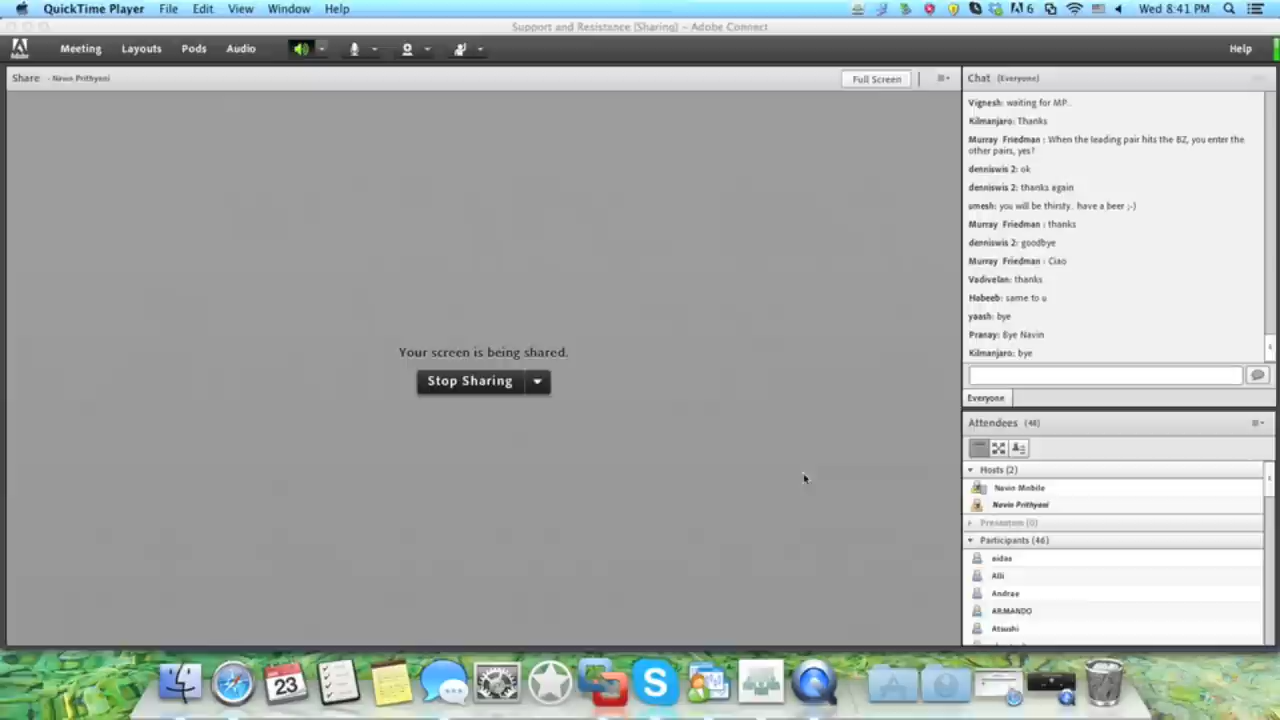 QuickTime Player File Edit View Window Help
6 Wed 8:41 PM
Support and Resistance (Sharing) - Adobe Connect
Adobe Meeting Layouts Pods Audio Help
Share - Navin Prithyani
Full Screen
Your screen is being shared.
Stop Sharing
Chat (Everyone)
Vignesh: waiting for MP..
Kilmanjaro: Thanks
Murray Friedman : When the leading pair hits the BZ, you enter the
other pairs, yes?
denniswis 2: ok
denniswis 2: thanks again
umesh: you will be thirsty.. have a beer ;-)
Murray Friedman : thanks
denniswis 2: goodbye
Murray Friedman : Ciao
Vadivelan: thanks
Habeeb: same to u
yaash: bye
Pranay: Bye Navin
Kilmanjaro: bye
Everyone
Attendees (48)
Hosts (2)
Navin Mobile
Navin Prithyani
Presenters (0)
Participants (46)
aidas
Alli
Andrae
ARMANDO
Atsushi
23